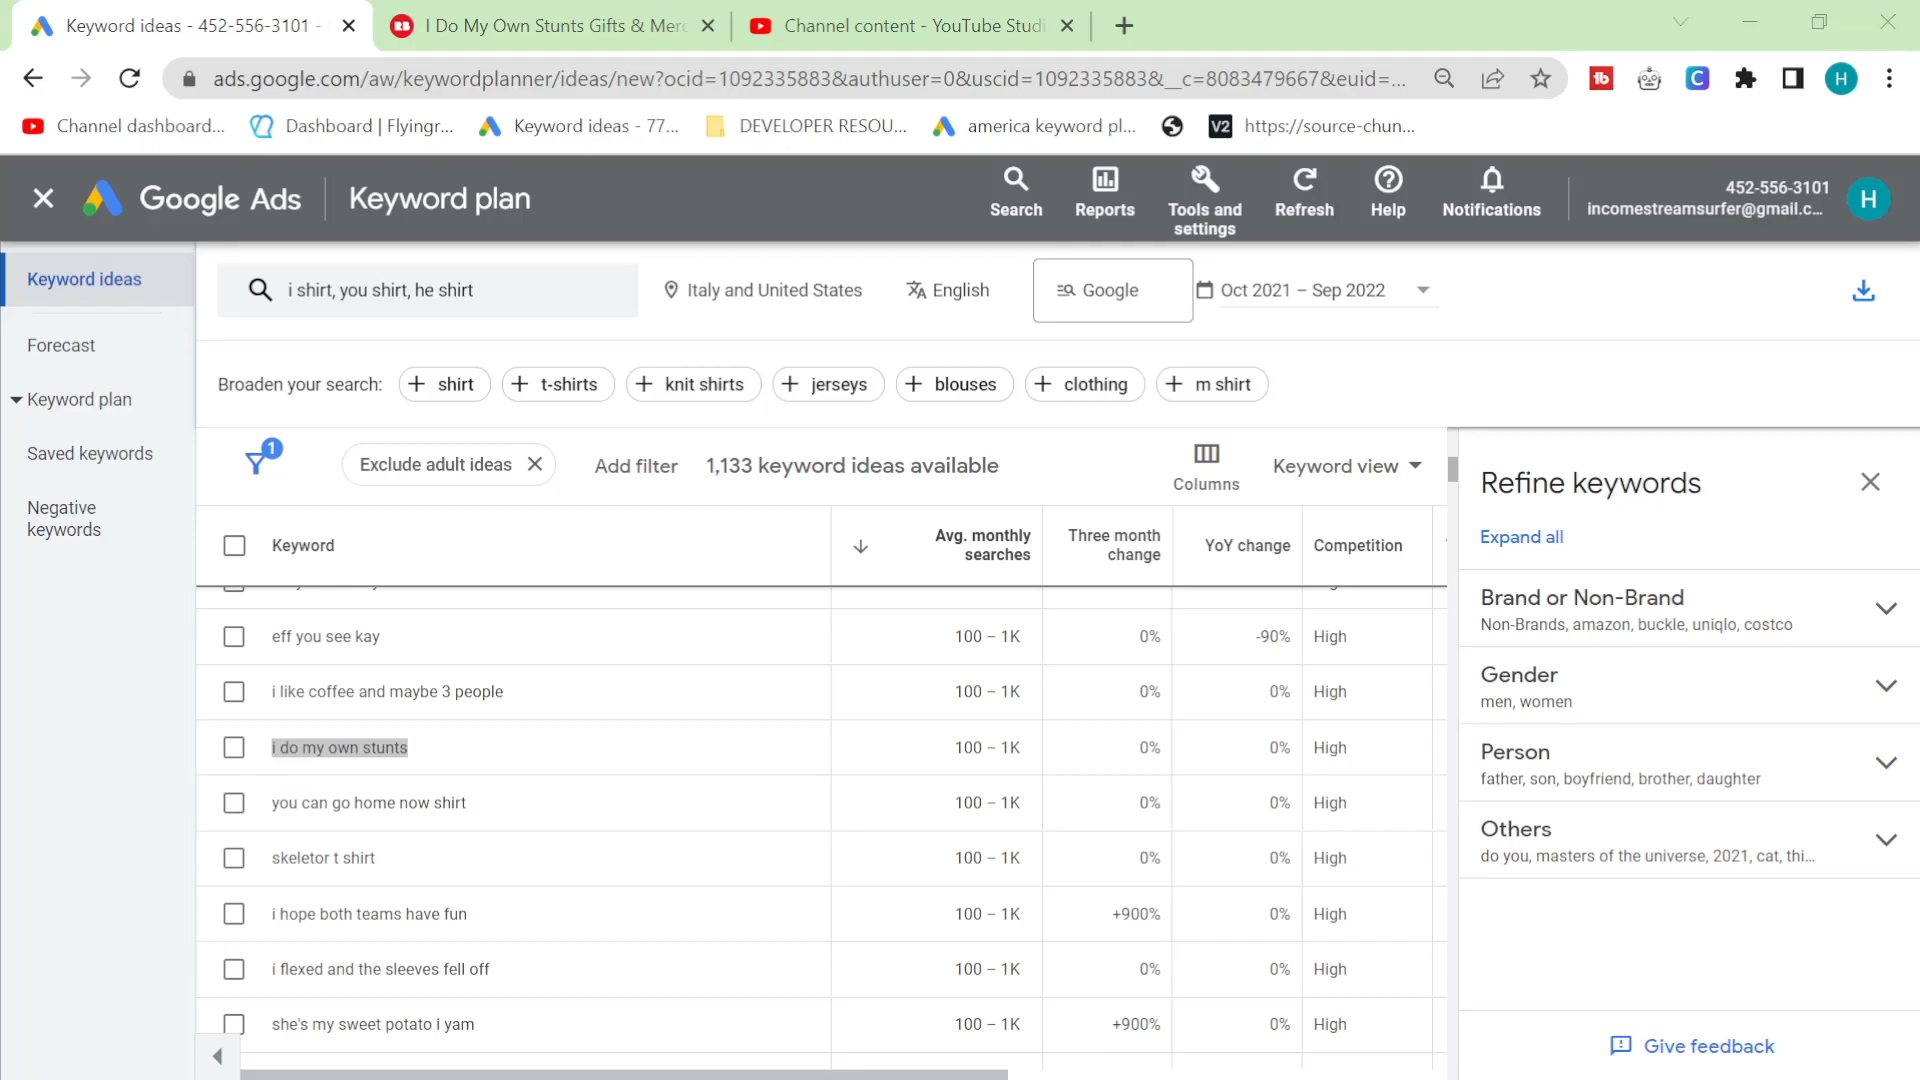 Keyword ideas - 452-556-3101 -
I Do My Own Stunts Gifts & Merc
Channel content - YouTube Studi
ads.google.com/aw/keywordplanner/ideas/new?ocid=1092335883&authuser=0&uscid=1092335883&__c=8083479667&euid=...
Channel dashboard...
Dashboard | Flyingr...
Keyword ideas - 77...
DEVELOPER RESOU...
america keyword pl...
V2
https://source-chun...
Google Ads
Keyword plan
Search
Reports
Tools and
settings
Refresh
Help
Notifications
452-556-3101
incomestreamsurfer@gmail.c...
H
Keyword ideas
Forecast
Keyword plan
Saved keywords
Negative
keywords
i shirt, you shirt, he shirt
Italy and United States
English
Google
Oct 2021 – Sep 2022
Broaden your search:
shirt
t-shirts
knit shirts
jerseys
blouses
clothing
m shirt
1
Exclude adult ideas
Add filter
1,133 keyword ideas available
Columns
Keyword view
Keyword
Avg. monthly
searches
Three month
change
YoY change
Competition
eff you see kay 100 – 1K 0% -90% High
i like coffee and maybe 3 people 100 – 1K 0% 0% High
i do my own stunts 100 – 1K 0% 0% High
you can go home now shirt 100 – 1K 0% 0% High
skeletor t shirt 100 – 1K 0% 0% High
i hope both teams have fun 100 – 1K +900% 0% High
i flexed and the sleeves fell off 100 – 1K 0% 0% High
she's my sweet potato i yam 100 – 1K +900% 0% High
Refine keywords
Expand all
Brand or Non-Brand
Non-Brands, amazon, buckle, uniqlo, costco
Gender
men, women
Person
father, son, boyfriend, brother, daughter
Others
do you, masters of the universe, 2021, cat, thi...
Give feedback